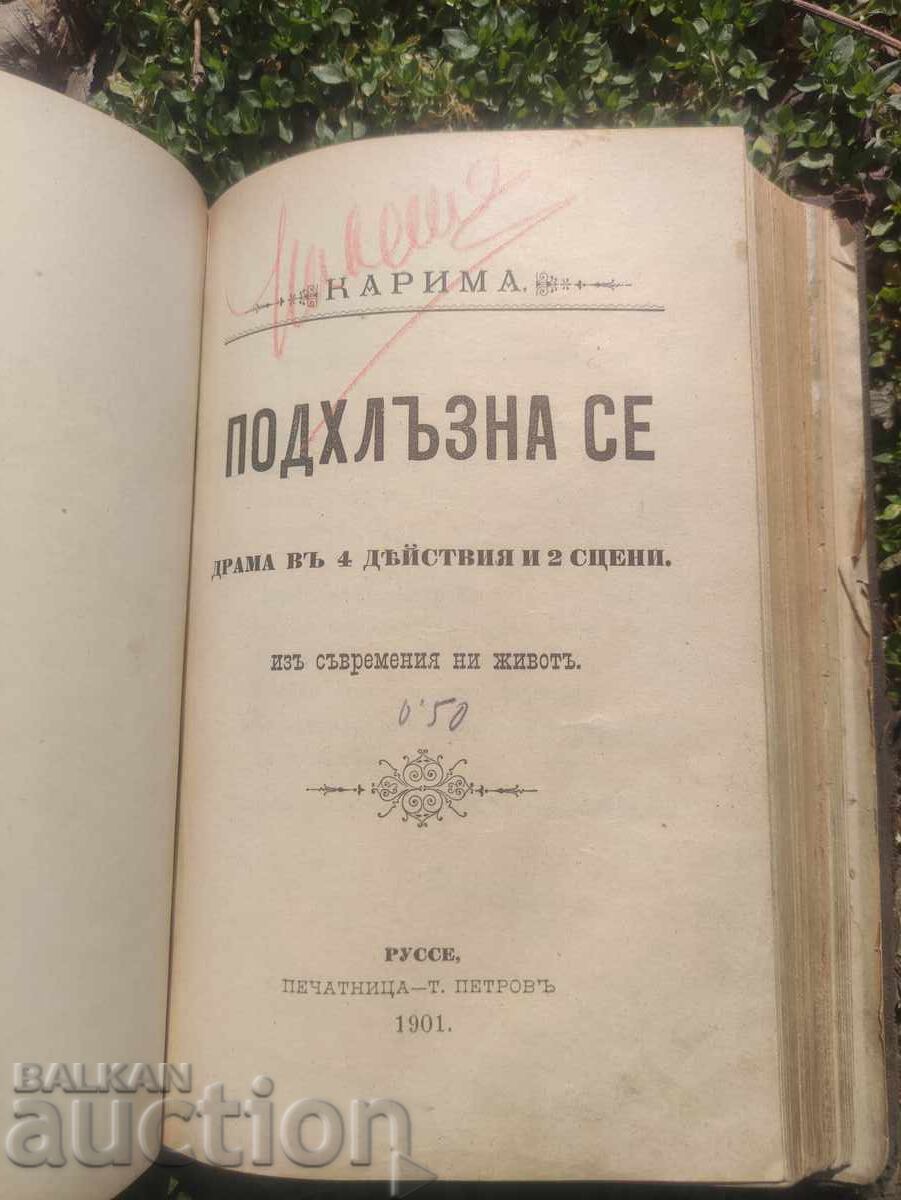 КАРИМА.
ПОДХЛЪЗНА СЕ
ДРАМА ВЪ 4 ДѢЙСТВИЯ И 2 СЦЕНИ.
изъ съвремения ни животъ.
0.50
РУССЕ,
ПЕЧАТНИЦА—Т. ПЕТРОВЪ
1901.
BALKAN
auction